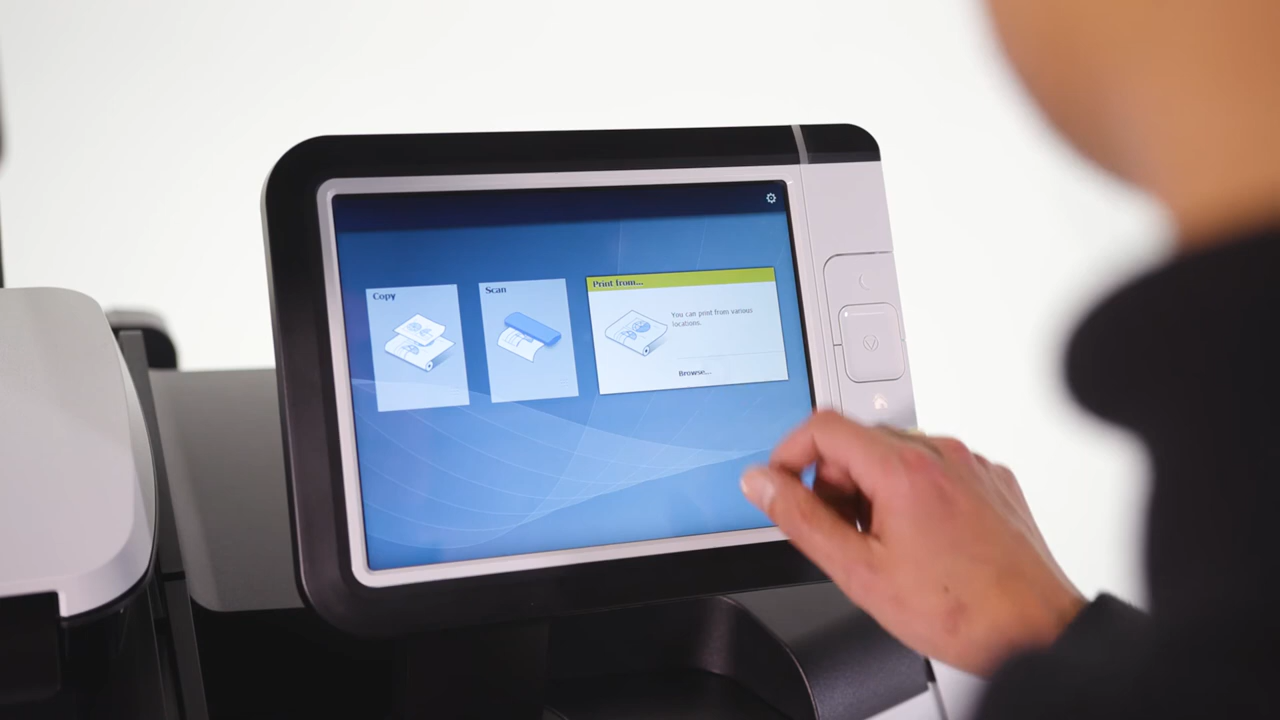 Copy
Scan
Print from...
You can print from various
locations.
Browse...